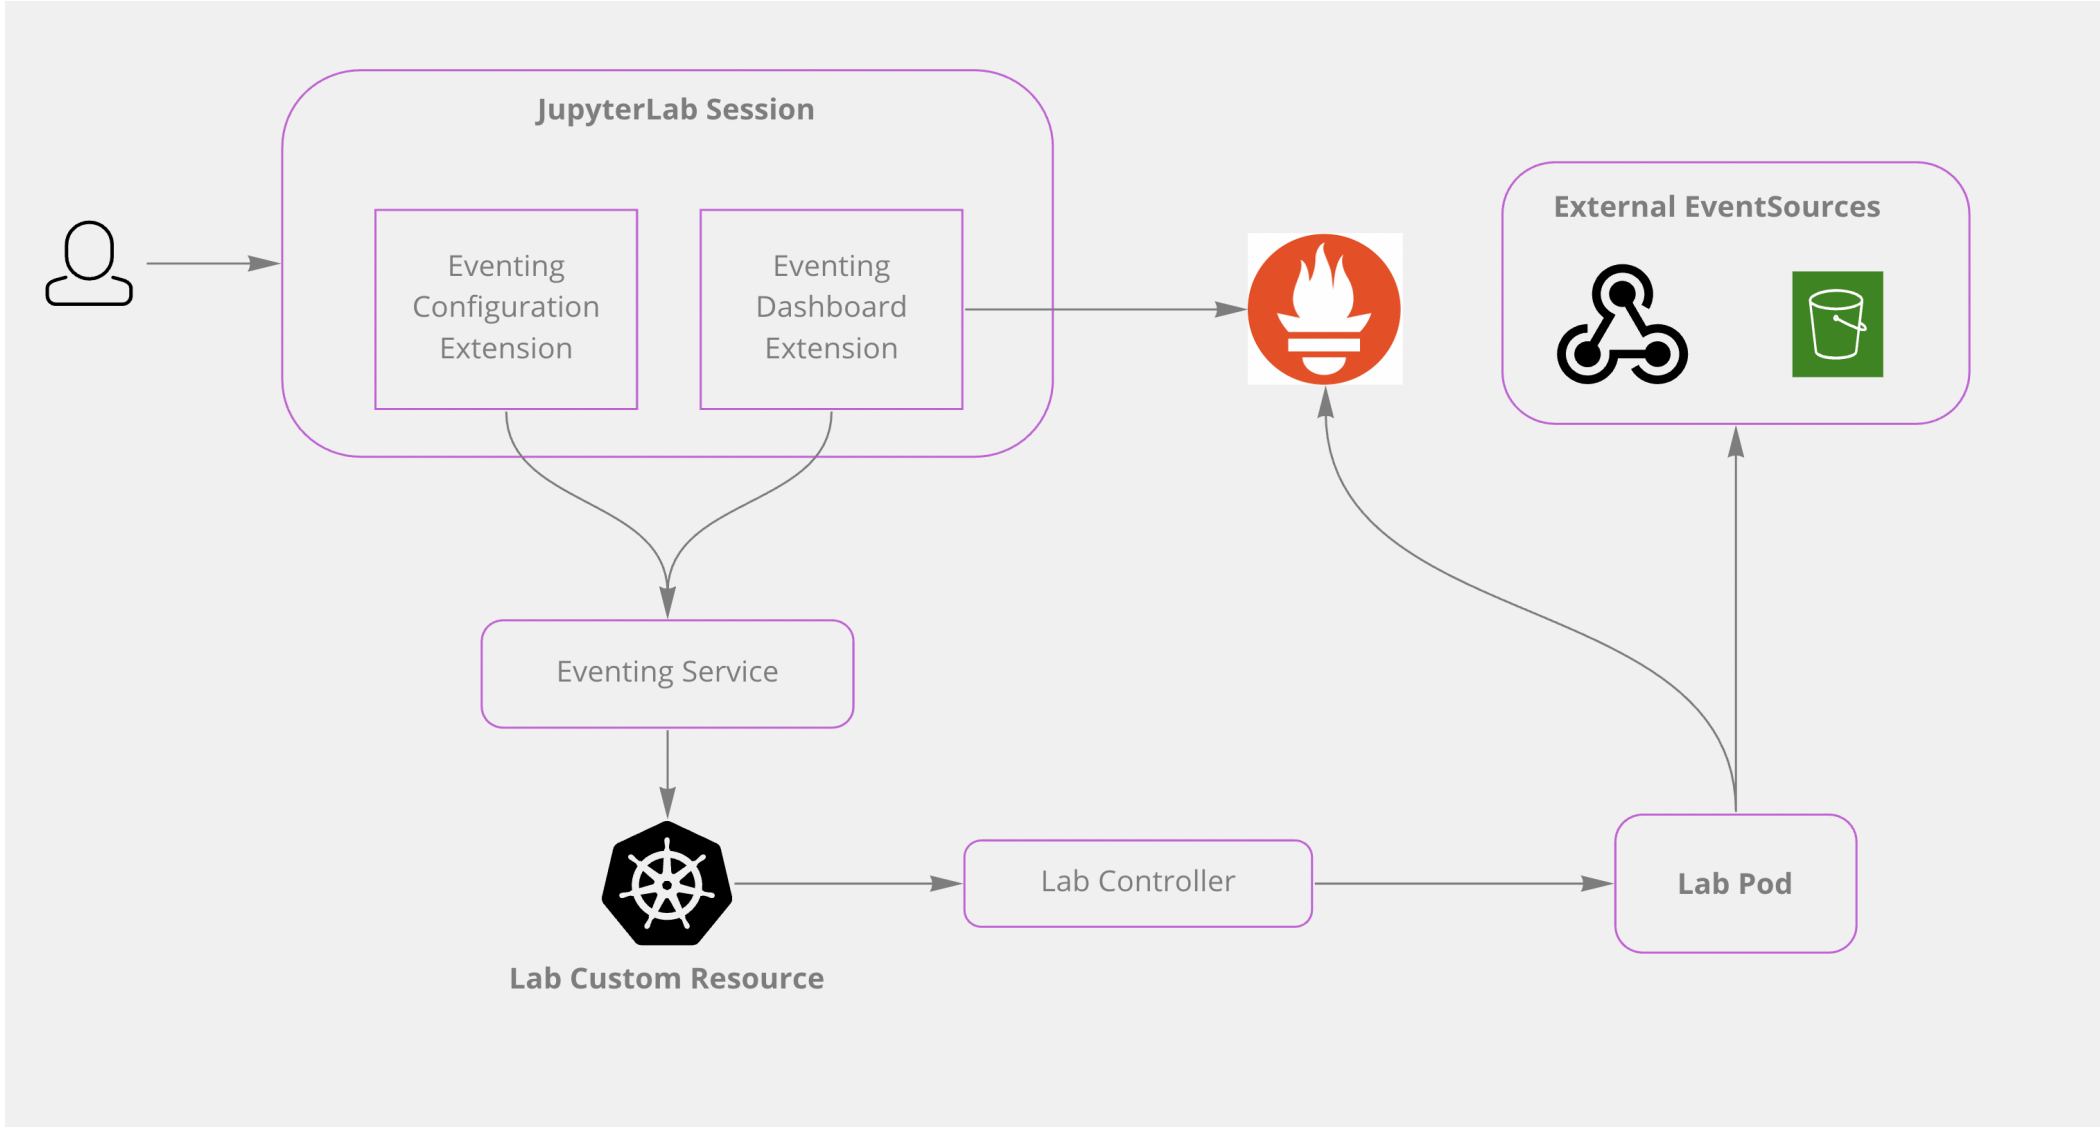 JupyterLab Session
Eventing
Configuration
Extension
Eventing
Dashboard
Extension
External EventSources
Eventing Service
Lab Custom Resource
Lab Controller
Lab Pod